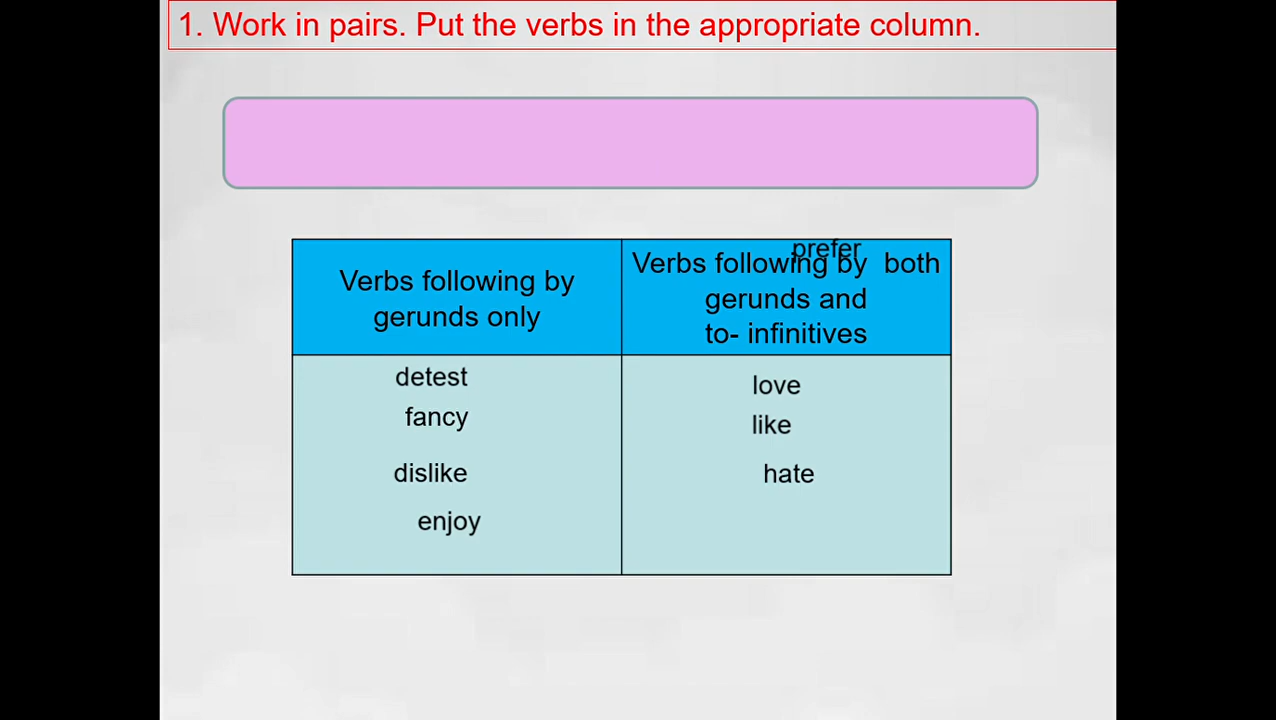 1. Work in pairs. Put the verbs in the appropriate column.
Verbs following by
gerunds only
prefer
Verbs following by both
gerunds and
to- infinitives
detest
fancy
dislike
enjoy
love
like
hate